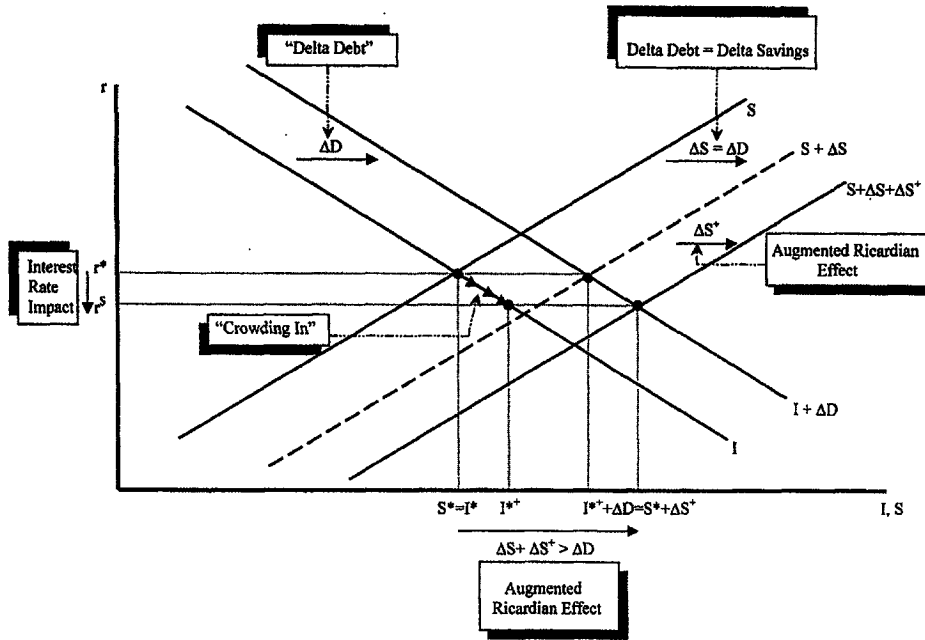 "Delta Debt"
Delta Debt = Delta Savings
r
S
ΔD
ΔS = ΔD
S + ΔS
S+ΔS+ΔS⁺
ΔS⁺
Augmented Ricardian
Effect
Interest
Rate
Impact
r*
rˢ
"Crowding In"
I + ΔD
I
S*=I*
I*⁺
I*⁺+ΔD=S*+ΔS⁺
I, S
ΔS+ ΔS⁺ > ΔD
Augmented
Ricardian Effect